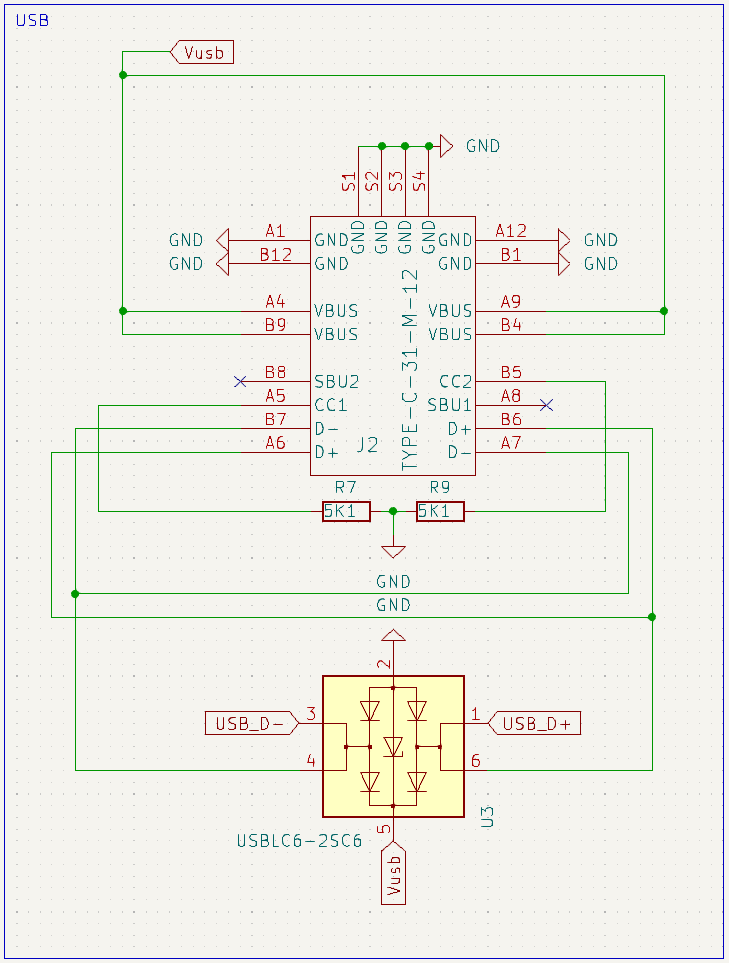 USB
Vusb
GND
S1
S2
S3
S4
GND
GND
GND
GND
GND
A1
GND
GND
A12
GND
GND
B12
GND
GND
B1
GND
A4
VBUS
VBUS
A9
B9
VBUS
VBUS
B4
B8
SBU2
CC2
B5
A5
CC1
SBU1
A8
B7
D-
D+
B6
A6
D+
D-
A7
J2
TYPE-C-31-M-12
R7
R9
5K1
5K1
GND
GND
2
USB_D-
3
1
USB_D+
4
6
5
U3
USBLC6-2SC6
Vusb